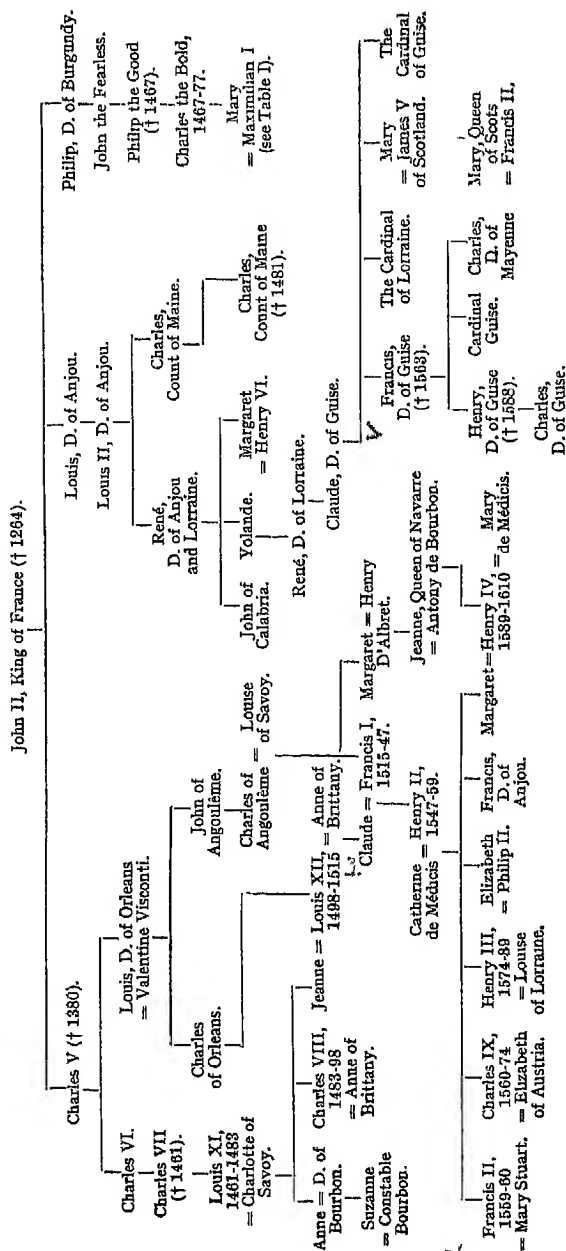 John II, King of France († 1264).
Charles V († 1380).
Louis, D. of Anjou.
Philip, D. of Burgundy.
Charles VI.
Louis, D. of Orleans
= Valentine Visconti.
Louis II, D. of Anjou.
John the Fearless.
Charles VII
(† 1461).
Charles
of Orleans.
John of
Angoulême.
René,
D. of Anjou
and Lorraine.
Charles,
Count of Maine.
Philip the Good
(† 1467).
Louis XI,
1461-1483
= Charlotte of
Savoy.
Charles of
Angoulême
= Louise
of Savoy.
John of
Calabria.
Yolande.
Margaret
= Henry VI.
Charles,
Count of Maine
(† 1481).
Charles the Bold,
1467-77.
Anne = D. of
Bourbon.
Charles VIII,
1483-98
= Anne of
Brittany.
Jeanne = Louis XII, = Anne of
1498-1515 Brittany.
René, D. of Lorraine.
Mary
= Maximilian I
(see Table I).
Suzanne
= Constable
Bourbon.
Claude = Francis I,
1515-47.
Margaret = Henry
D'Albret.
Claude, D. of Guise.
Catherine = Henry II,
de Médicis 1547-59.
Jeanne, Queen of Navarre
= Antony de Bourbon.
Francis,
D. of Guise
(† 1563).
The Cardinal
of Lorraine.
Mary
= James V
of Scotland.
The
Cardinal
of Guise.
Francis II,
1559-60
= Mary Stuart.
Charles IX,
1560-74
= Elizabeth
of Austria.
Henry III,
1574-89
= Louise
of Lorraine.
Elizabeth
= Philip II.
Francis,
D. of
Anjou.
Margaret = Henry IV, = Mary
1589-1610 de Médicis.
Henry,
D. of Guise
(† 1588).
Cardinal
Guise.
Charles,
D. of
Mayenne
Mary, Queen
of Scots
= Francis II.
Charles,
D. of Guise.